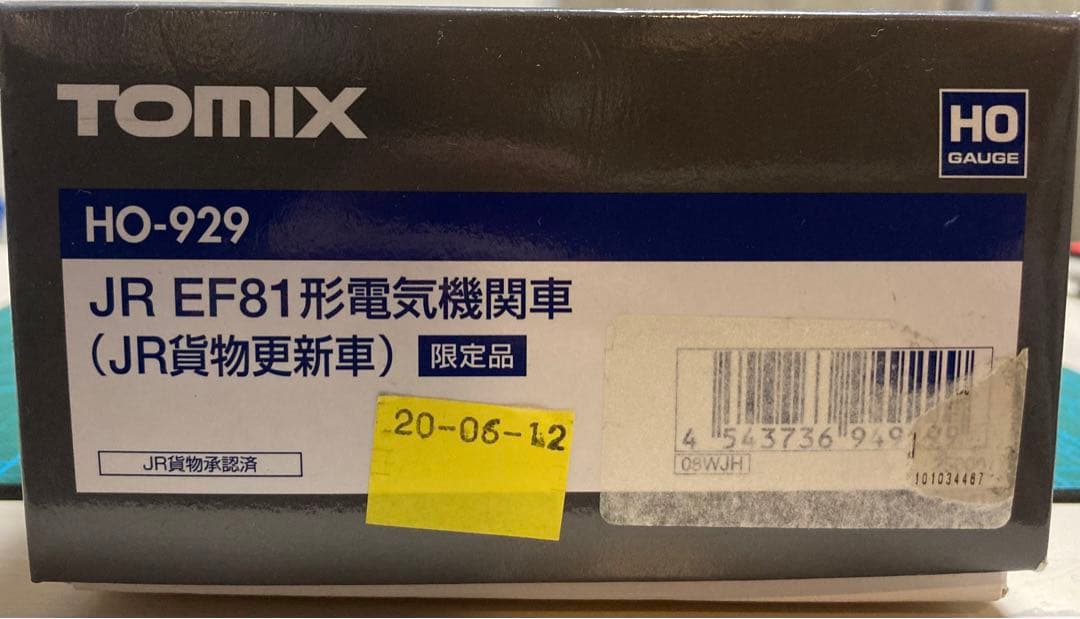 TOMIX
HO
GAUGE
HO-929
JR EF81形電気機関車
(JR貨物更新車) 限定品
20-06-12
JR貨物承認済
4 543736 949
08WJH
101034467